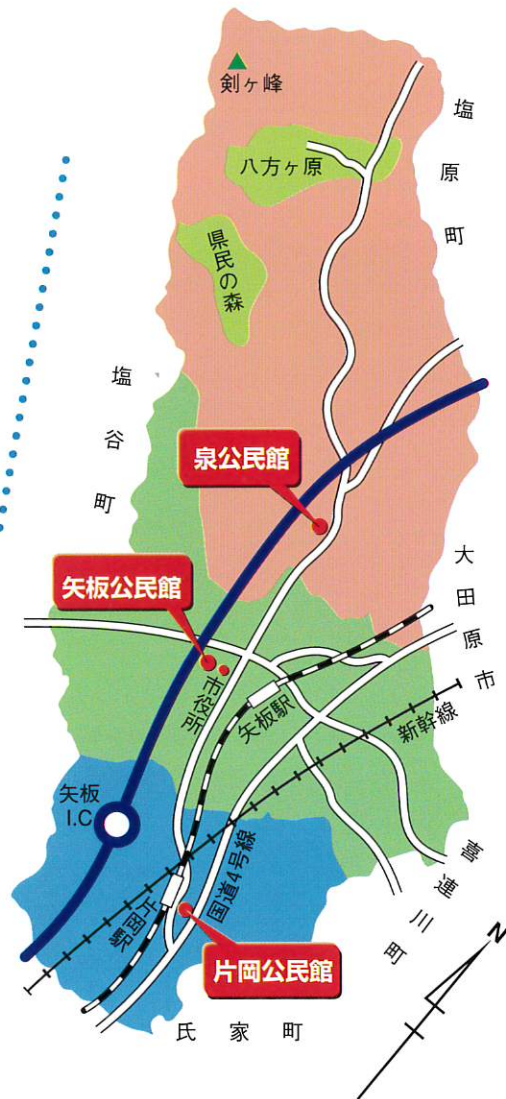 剣ヶ峰
八方ヶ原
県民の森
塩原町
塩谷町
泉公民館
矢板公民館
大田原市
市役所
矢板駅
新幹線
矢板
I.C
国道4号線
片岡駅
喜連川町
片岡公民館
氏家町
N